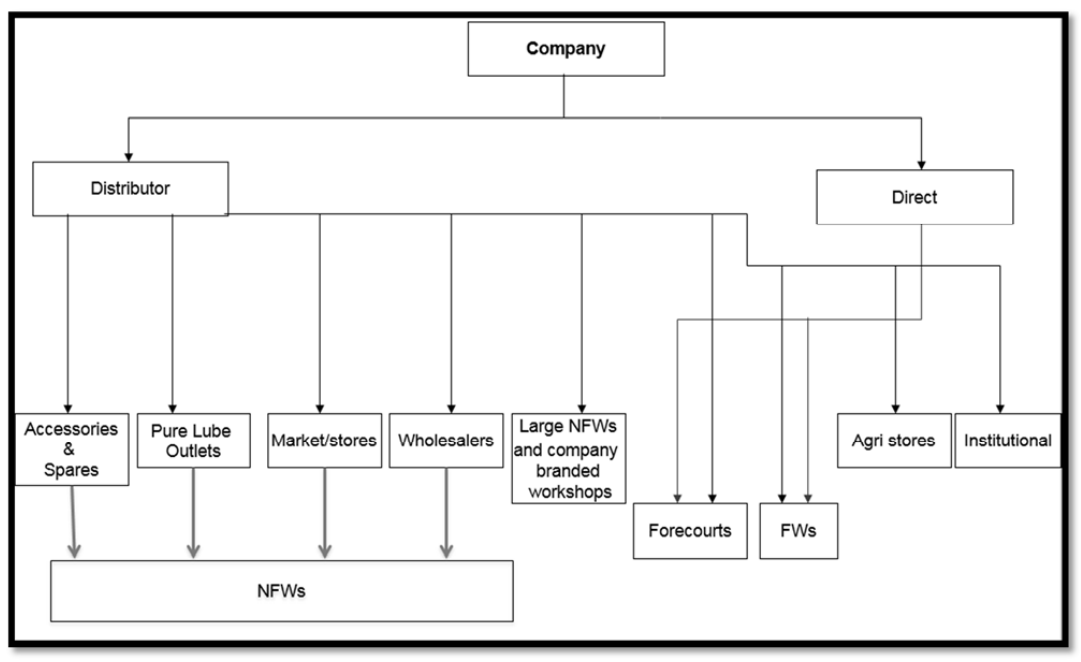 Company
Distributor
Direct
Accessories
&
Spares
Pure Lube
Outlets
Market/stores
Wholesalers
Large NFWs
and company
branded
workshops
Agri stores
Institutional
Forecourts
FWs
NFWs